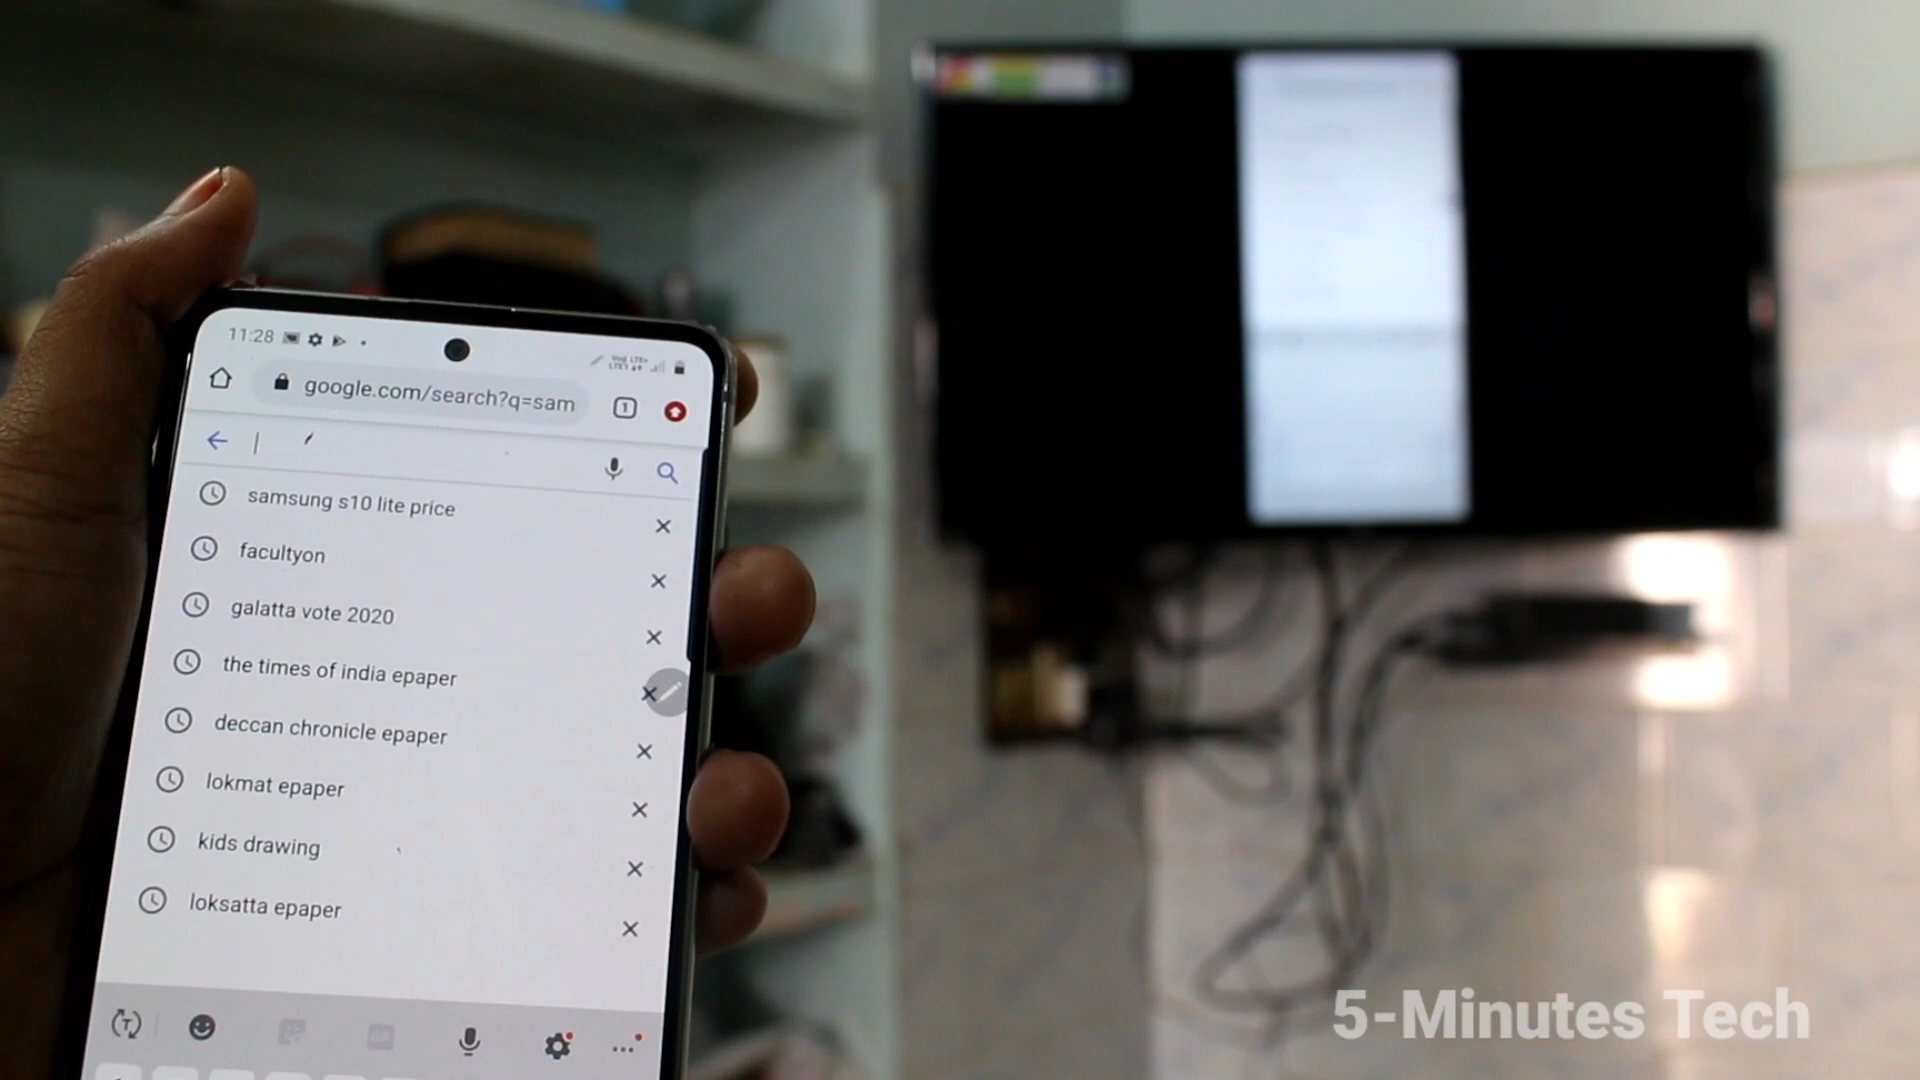 11:28
google.com/search?q=sam
1
samsung s10 lite price
facultyon
galatta vote 2020
the times of india epaper
deccan chronicle epaper
lokmat epaper
kids drawing
loksatta epaper
5-Minutes Tech